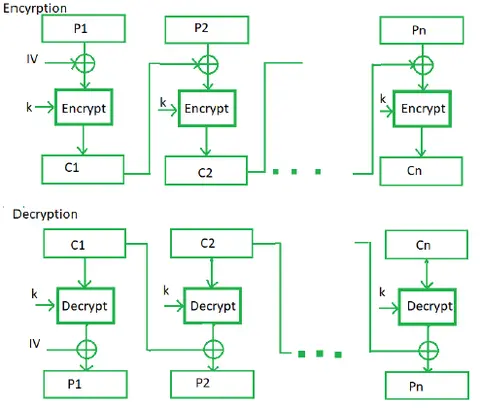 Encyrption
P1 P2 Pn
IV
k Encrypt k Encrypt k Encrypt
C1 C2 Cn
Decryption
C1 C2 Cn
k Decrypt k Decrypt k Decrypt
IV
P1 P2 Pn